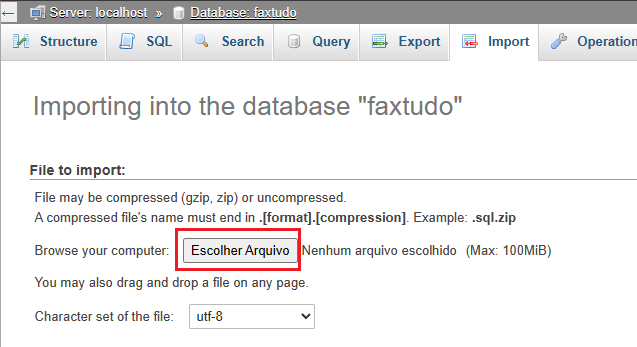 ← Server: localhost » Database: faxtudo
Structure SQL Search Query Export Import Operation
Importing into the database "faxtudo"
File to import:
File may be compressed (gzip, zip) or uncompressed.
A compressed file's name must end in .[format].[compression]. Example: .sql.zip
Browse your computer: Escolher Arquivo Nenhum arquivo escolhido (Max: 100MiB)
You may also drag and drop a file on any page.
Character set of the file: utf-8